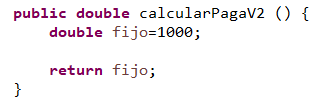 public double calcularPagaV2 () {
double fijo=1000;
return fijo;
}